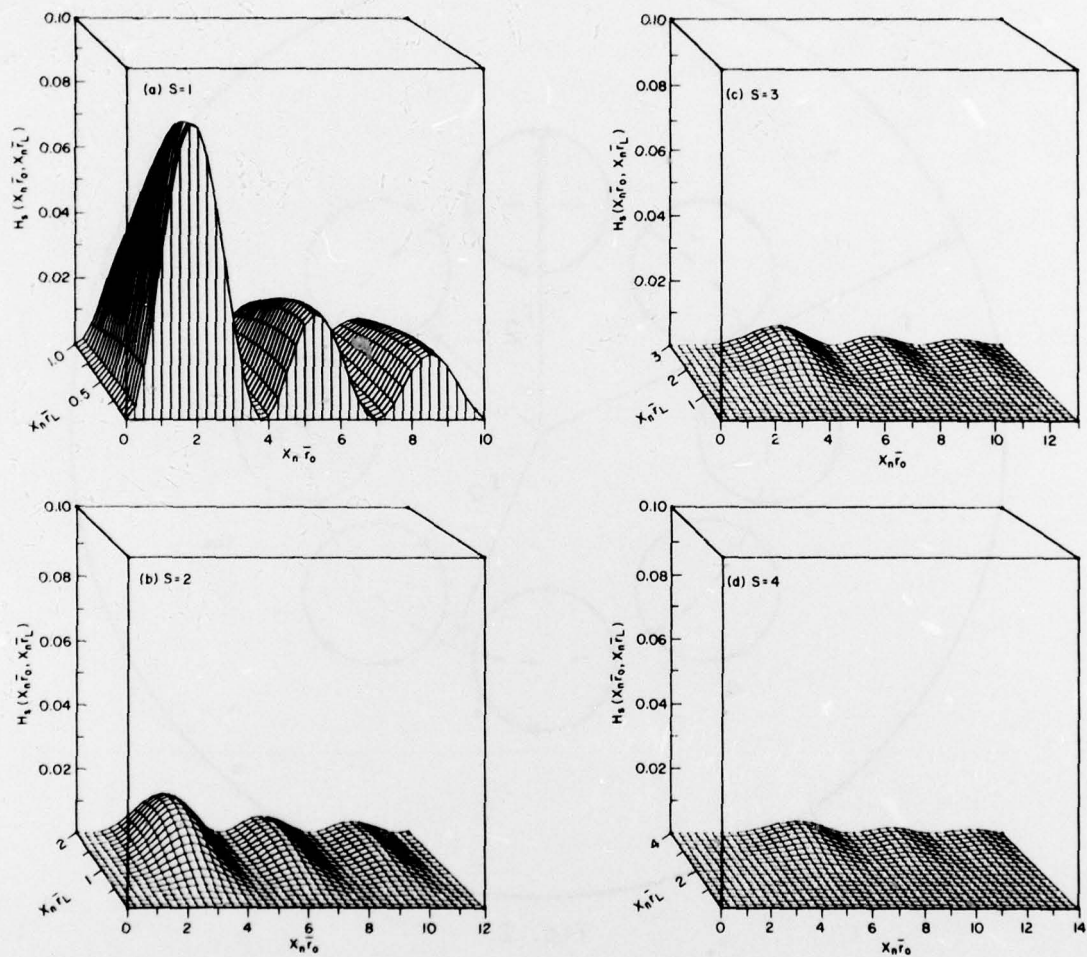 0.10
0.08
0.06
0.04
0.02
H_s (X_n r̄_o, X_n r̄_L)
(a) S=1
1.0
0.5
X_n r̄_L
0 2 4 6 8 10
X_n r̄_o
0.10
0.08
0.06
0.04
0.02
H_s (X_n r̄_o, X_n r̄_L)
(c) S=3
3
2
1
X_n r̄_L
0 2 4 6 8 10 12
X_n r̄_o
0.10
0.08
0.06
0.04
0.02
H_s (X_n r̄_o, X_n r̄_L)
(b) S=2
2
1
X_n r̄_L
0 2 4 6 8 10 12
X_n r̄_o
0.10
0.08
0.06
0.04
0.02
H_s (X_n r̄_o, X_n r̄_L)
(d) S=4
4
2
X_n r̄_L
0 2 4 6 8 10 12 14
X_n r̄_o